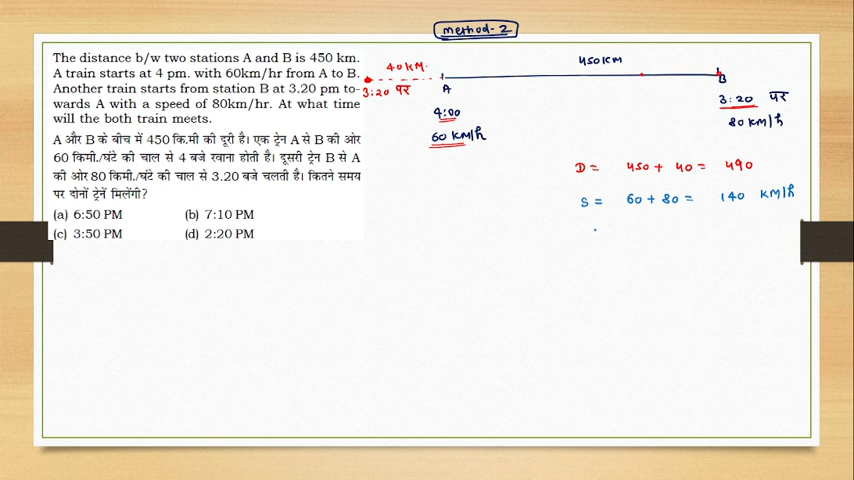 method-2
The distance b/w two stations A and B is 450 km.
A train starts at 4 pm. with 60km/hr from A to B.
Another train starts from station B at 3.20 pm to-
wards A with a speed of 80km/hr. At what time
will the both train meets.
A और B के बीच में 450 कि.मी की दूरी है। एक ट्रेन A से B की ओर
60 किमी./घंटे की चाल से 4 बजे रवाना होती है। दूसरी ट्रेन B से A
की ओर 80 किमी./घंटे की चाल से 3.20 बजे चलती है। कितने समय
पर दोनों ट्रेनें मिलेंगी?
(a) 6:50 PM (b) 7:10 PM
(c) 3:50 PM (d) 2:20 PM
40 KM.
450 KM
3:20 पर
A
B
4:00
60 KM/h
3:20 पर
80 KM/h
D = 450 + 40 = 490
S = 60 + 80 = 140 KM/h